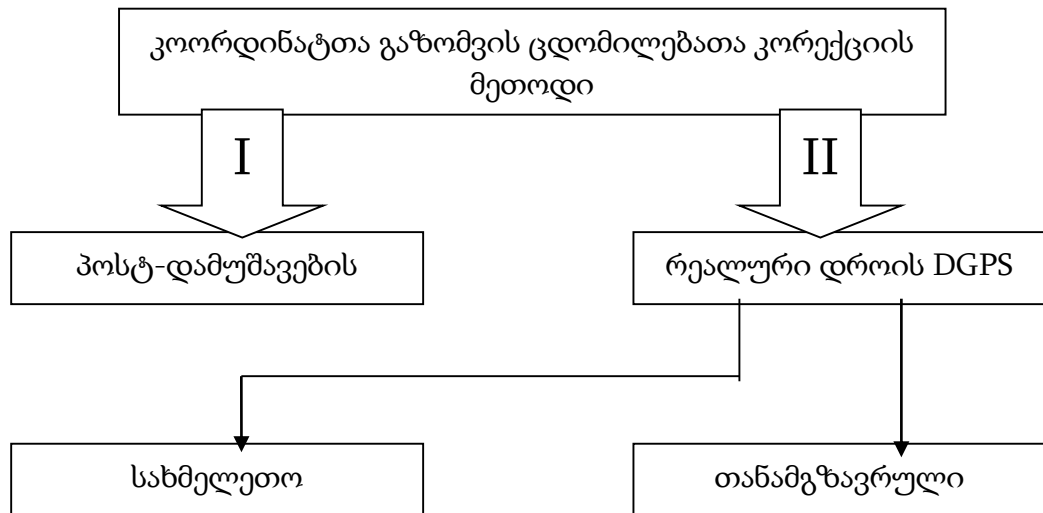 კოორდინატთა გაზომვის ცდომილებათა კორექციის
მეთოდი
I
II
პოსტ-დამუშავების
რეალური დროის DGPS
სახმელეთო
თანამგზავრული